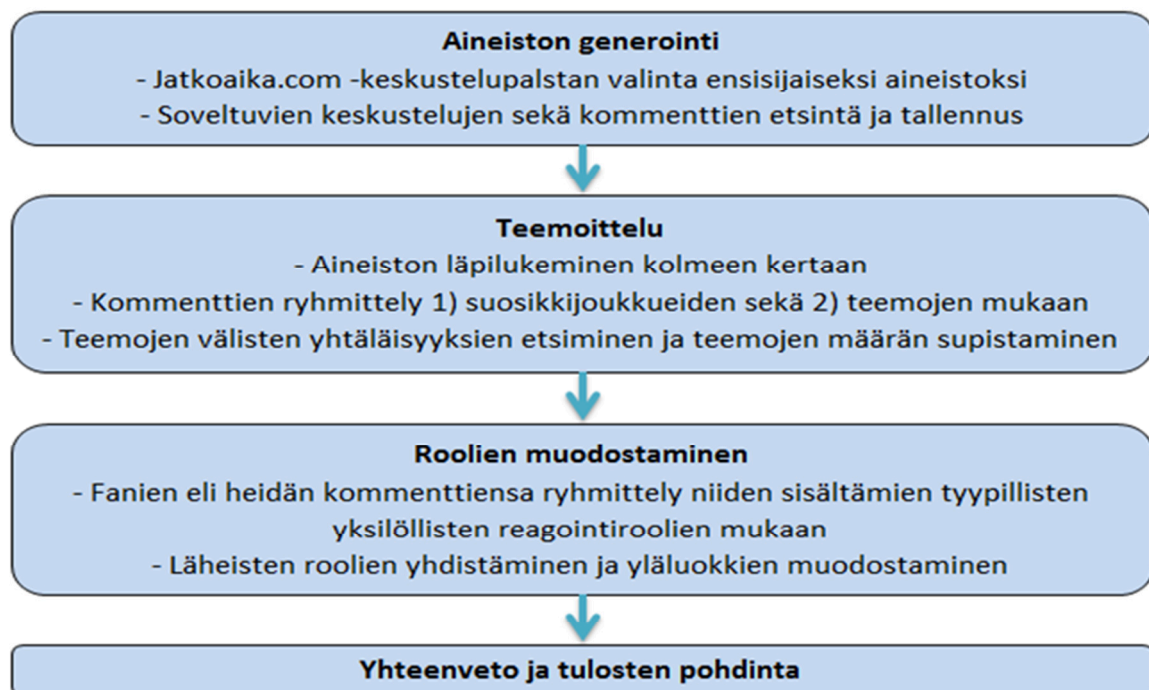 Aineiston generointi
- Jatkoaika.com -keskustelupalstan valinta ensisijaiseksi aineistoksi
- Soveltuvien keskustelujen sekä kommenttien etsintä ja tallennus
Teemoittelu
- Aineiston läpilukeminen kolmeen kertaan
- Kommenttien ryhmittely 1) suosikkijoukkueiden sekä 2) teemojen mukaan
- Teemojen välisten yhtäläisyyksien etsiminen ja teemojen määrän supistaminen
Roolien muodostaminen
- Fanien eli heidän kommenttiensa ryhmittely niiden sisältämien tyypillisten
yksilöllisten reagointiroolien mukaan
- Läheisten roolien yhdistäminen ja yläluokkien muodostaminen
Yhteenveto ja tulosten pohdinta